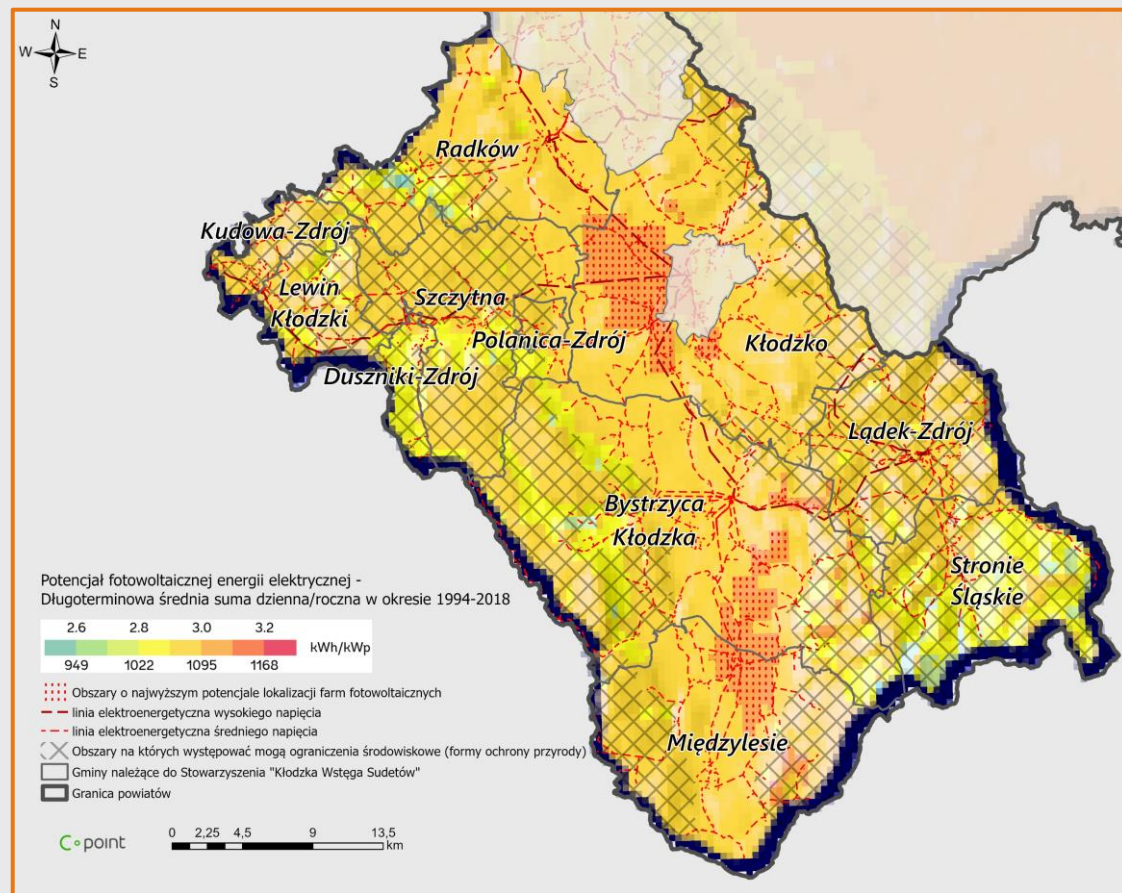 N
W E
S
Radków
Kudowa-Zdrój
Lewin
Kłodzki
Szczytna
Polanica-Zdrój
Duszniki-Zdrój
Kłodzko
Lądek-Zdrój
Bystrzyca
Kłodzka
Stronie
Śląskie
Międzylesie
Potencjał fotowoltaicznej energii elektrycznej -
Długoterminowa średnia suma dzienna/roczna w okresie 1994-2018
2.6 2.8 3.0 3.2
kWh/kWp
949 1022 1095 1168
Obszary o najwyższym potencjale lokalizacji farm fotowoltaicznych
linia elektroenergetyczna wysokiego napięcia
linia elektroenergetyczna średniego napięcia
Obszary na których występować mogą ograniczenia środowiskowe (formy ochrony przyrody)
Gminy należące do Stowarzyszenia "Kłodzka Wstęga Sudetów"
Granica powiatów
C point
0 2,25 4,5 9 13,5
km